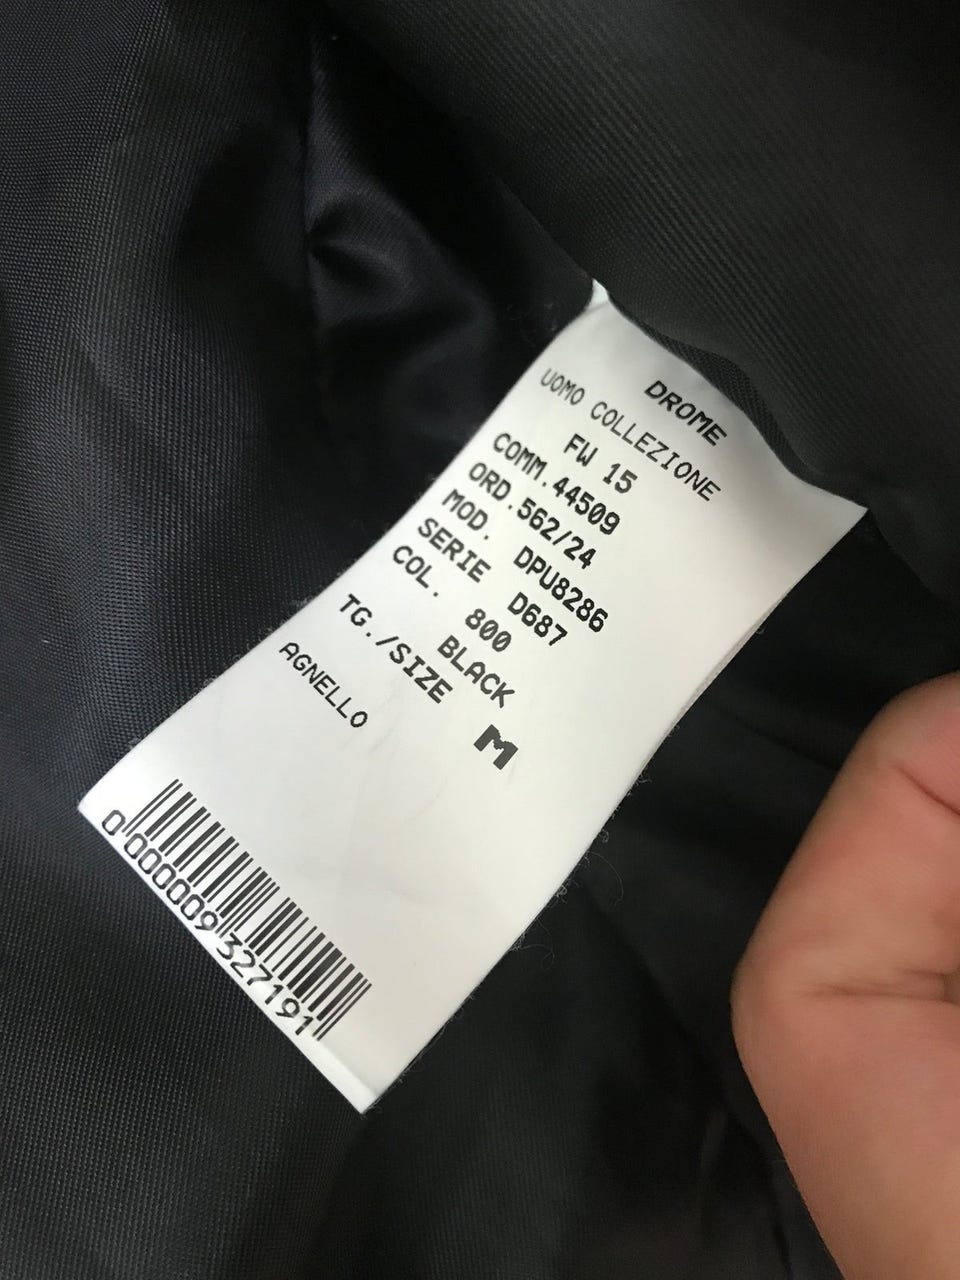 DROME
UOMO COLLEZIONE
FW 15
COMM.44509
ORD.562/24
MOD. DPU8286
SERIE D687
COL. 800
BLACK
TG./SIZE M
AGNELLO
0 000009 327191